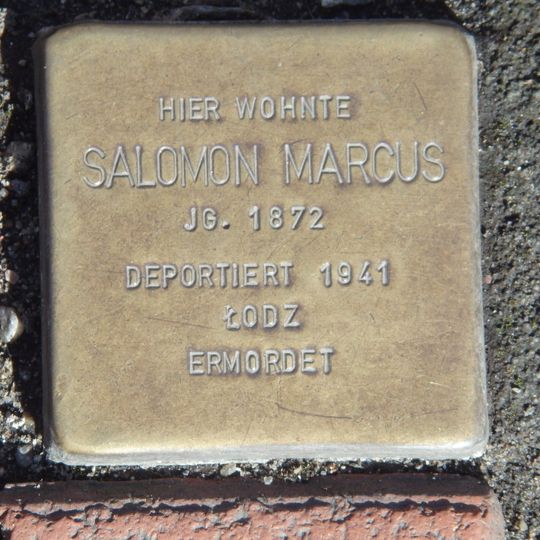 HIER WOHNTE
SALOMON MARCUS
JG. 1872
DEPORTIERT 1941
ŁODZ
ERMORDET